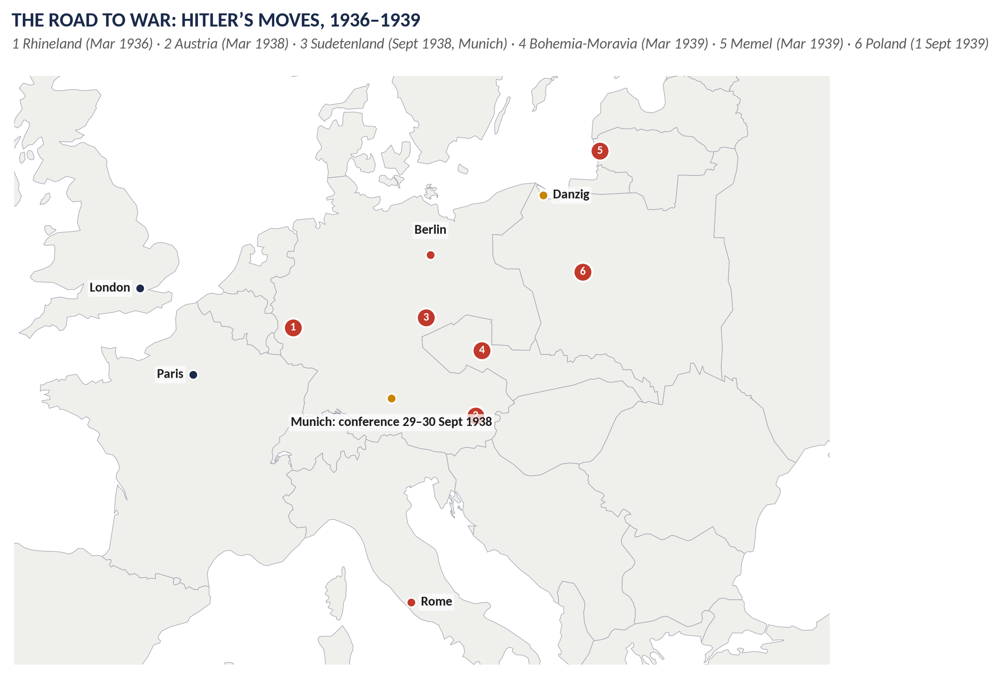 THE ROAD TO WAR: HITLER’S MOVES, 1936–1939
1 Rhineland (Mar 1936) · 2 Austria (Mar 1938) · 3 Sudetenland (Sept 1938, Munich) · 4 Bohemia-Moravia (Mar 1939) · 5 Memel (Mar 1939) · 6 Poland (1 Sept 1939)
5
Danzig
Berlin
6
London
3
1
4
Paris
2
Munich: conference 29–30 Sept 1938
Rome